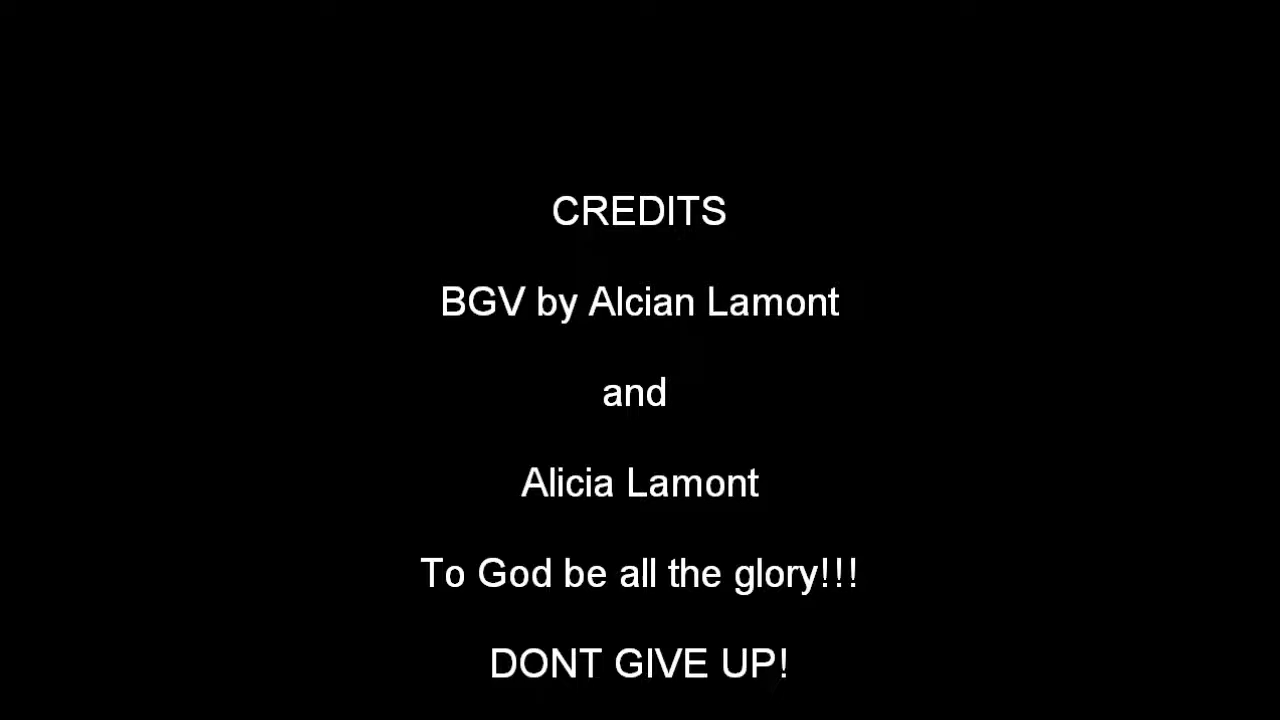 CREDITS
BGV by Alcian Lamont
and
Alicia Lamont
To God be all the glory!!!
DONT GIVE UP!